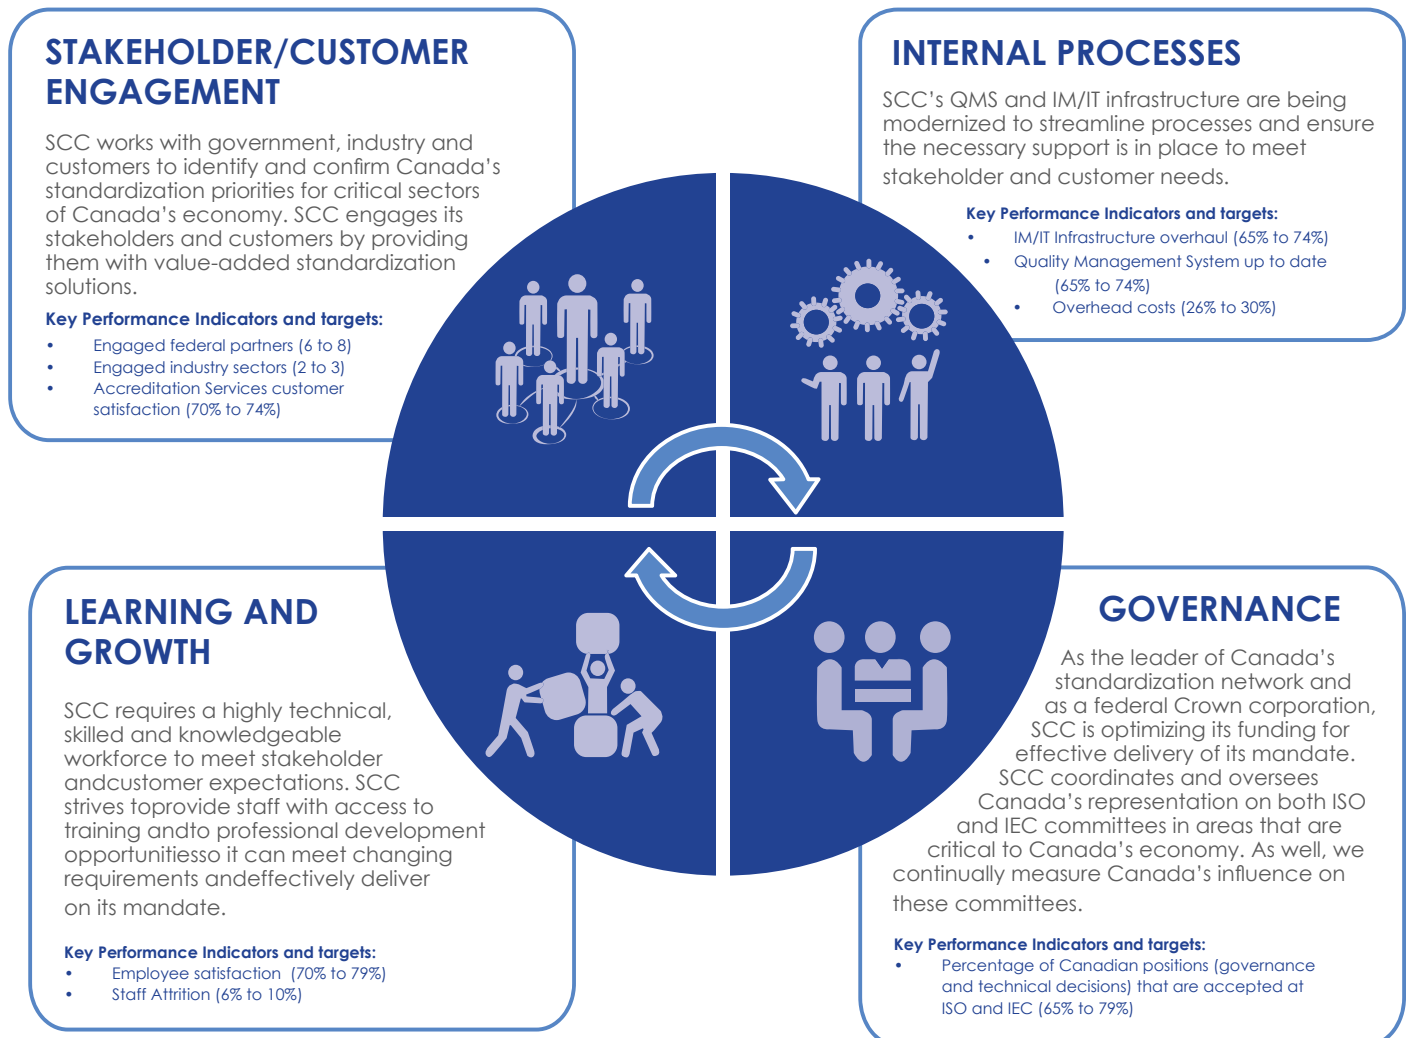 STAKEHOLDER/CUSTOMER
ENGAGEMENT
SCC works with government, industry and
customers to identify and confirm Canada's
standardization priorities for critical sectors
of Canada's economy. SCC engages its
stakeholders and customers by providing
them with value-added standardization
solutions.
Key Performance Indicators and targets:
• Engaged federal partners (6 to 8)
• Engaged industry sectors (2 to 3)
• Accreditation Services customer
satisfaction (70% to 74%)
INTERNAL PROCESSES
SCC's QMS and IM/IT infrastructure are being
modernized to streamline processes and ensure
the necessary support is in place to meet
stakeholder and customer needs.
Key Performance Indicators and targets:
• IM/IT Infrastructure overhaul (65% to 74%)
• Quality Management System up to date
(65% to 74%)
• Overhead costs (26% to 30%)
LEARNING AND
GROWTH
SCC requires a highly technical,
skilled and knowledgeable
workforce to meet stakeholder
andcustomer expectations. SCC
strives toprovide staff with access to
training andto professional development
opportunitiesso it can meet changing
requirements andeffectively deliver
on its mandate.
Key Performance Indicators and targets:
• Employee satisfaction (70% to 79%)
• Staff Attrition (6% to 10%)
GOVERNANCE
As the leader of Canada's
standardization network and
as a federal Crown corporation,
SCC is optimizing its funding for
effective delivery of its mandate.
SCC coordinates and oversees
Canada's representation on both ISO
and IEC committees in areas that are
critical to Canada's economy. As well, we
continually measure Canada's influence on
these committees.
Key Performance Indicators and targets:
• Percentage of Canadian positions (governance
and technical decisions) that are accepted at
ISO and IEC (65% to 79%)